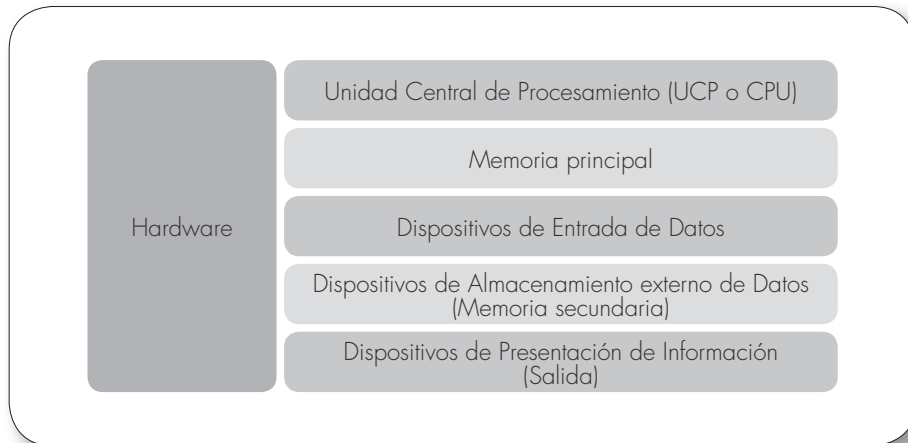 Hardware
Unidad Central de Procesamiento (UCP o CPU)
Memoria principal
Dispositivos de Entrada de Datos
Dispositivos de Almacenamiento externo de Datos
(Memoria secundaria)
Dispositivos de Presentación de Información
(Salida)